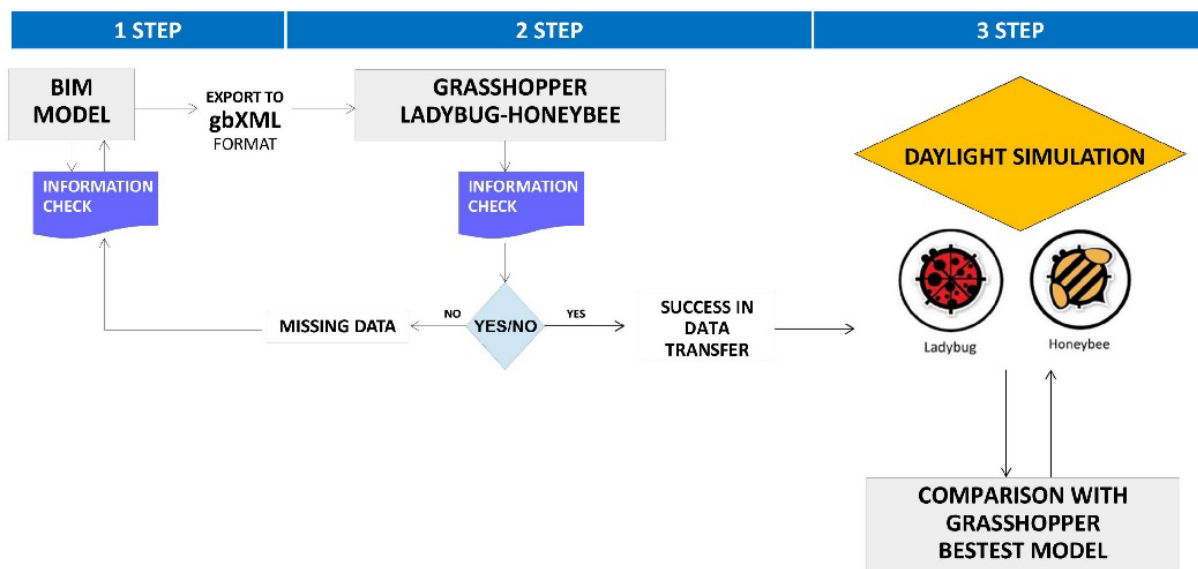 1 STEP
2 STEP
3 STEP
BIM
MODEL
EXPORT TO
gbXML
FORMAT
GRASSHOPPER
LADYBUG-HONEYBEE
INFORMATION
CHECK
INFORMATION
CHECK
MISSING DATA
NO
YES/NO
YES
SUCCESS IN
DATA
TRANSFER
DAYLIGHT SIMULATION
Ladybug
Honeybee
COMPARISON WITH
GRASSHOPPER
BESTEST MODEL